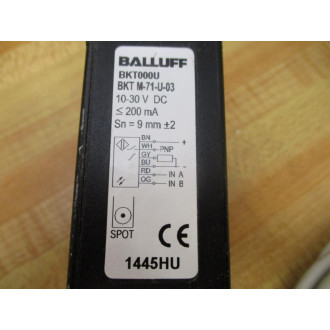 BALLUFF
BKT000U
BKT M-71-U-03
10-30 V DC
≤ 200 mA
Sn = 9 mm ±2
BN +
WH PNP
GY
BU -
RD IN A
OG IN B
SPOT
CE
1445HU